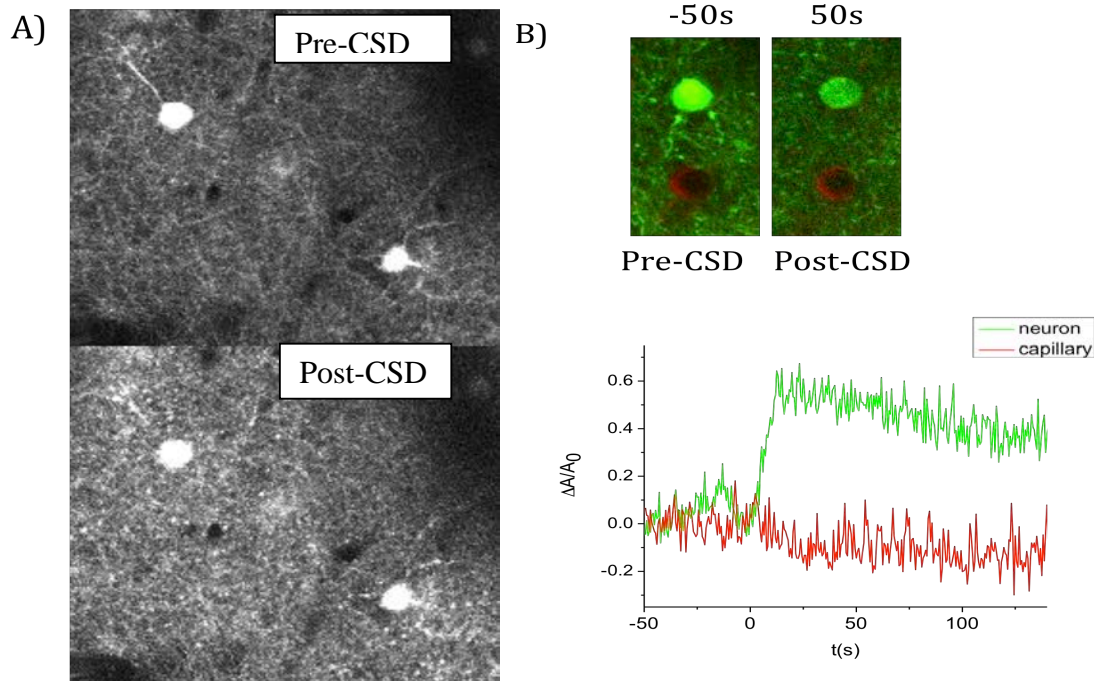 A)
Pre-CSD
Post-CSD
B)
-50s 50s
Pre-CSD Post-CSD
neuron
capillary
ΔA/A0
0.6
0.4
0.2
0.0
-0.2
-50 0 50 100
t(s)